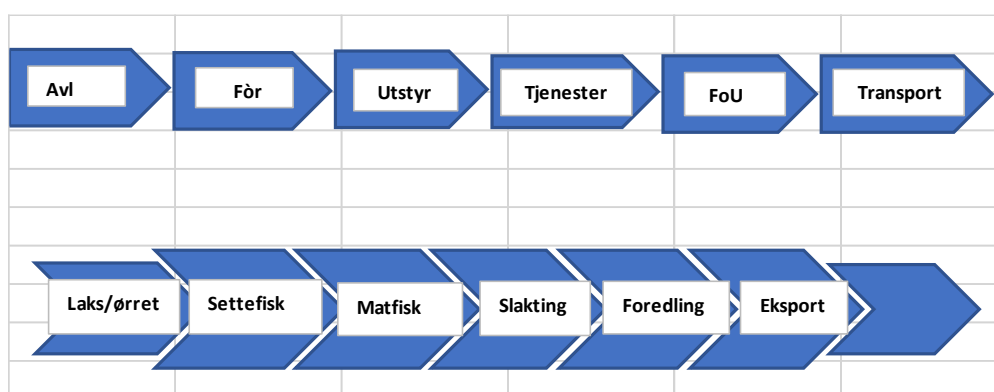 Avl
Fòr
Utstyr
Tjenester
FoU
Transport
Laks/ørret
Settefisk
Matfisk
Slakting
Foredling
Eksport